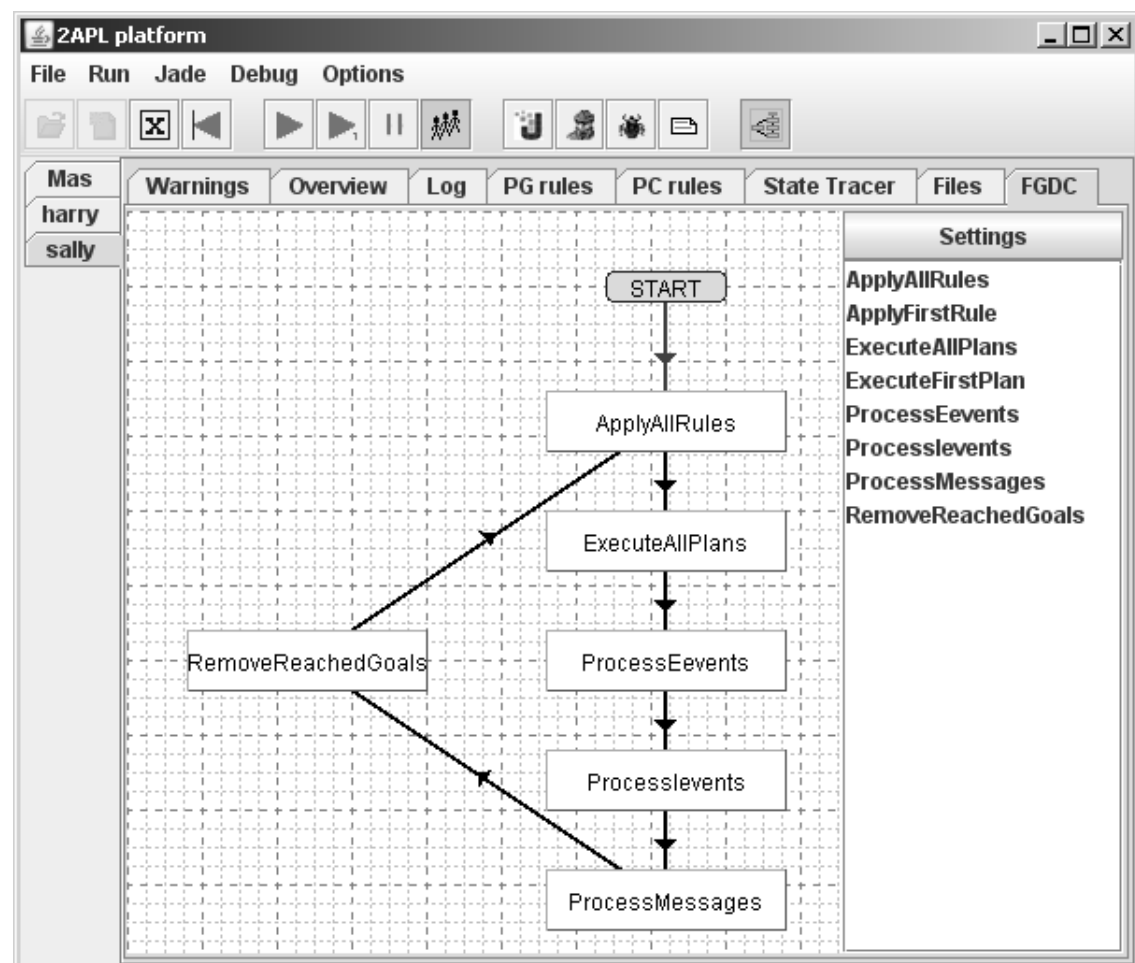 2APL platform
File Run Jade Debug Options
X
1
J
Mas
harry
sally
Warnings Overview Log PG rules PC rules State Tracer Files FGDC
START
ApplyAllRules
ExecuteAllPlans
RemoveReachedGoals
ProcessEevents
ProcessIevents
ProcessMessages
Settings
ApplyAllRules
ApplyFirstRule
ExecuteAllPlans
ExecuteFirstPlan
ProcessEevents
ProcessIevents
ProcessMessages
RemoveReachedGoals